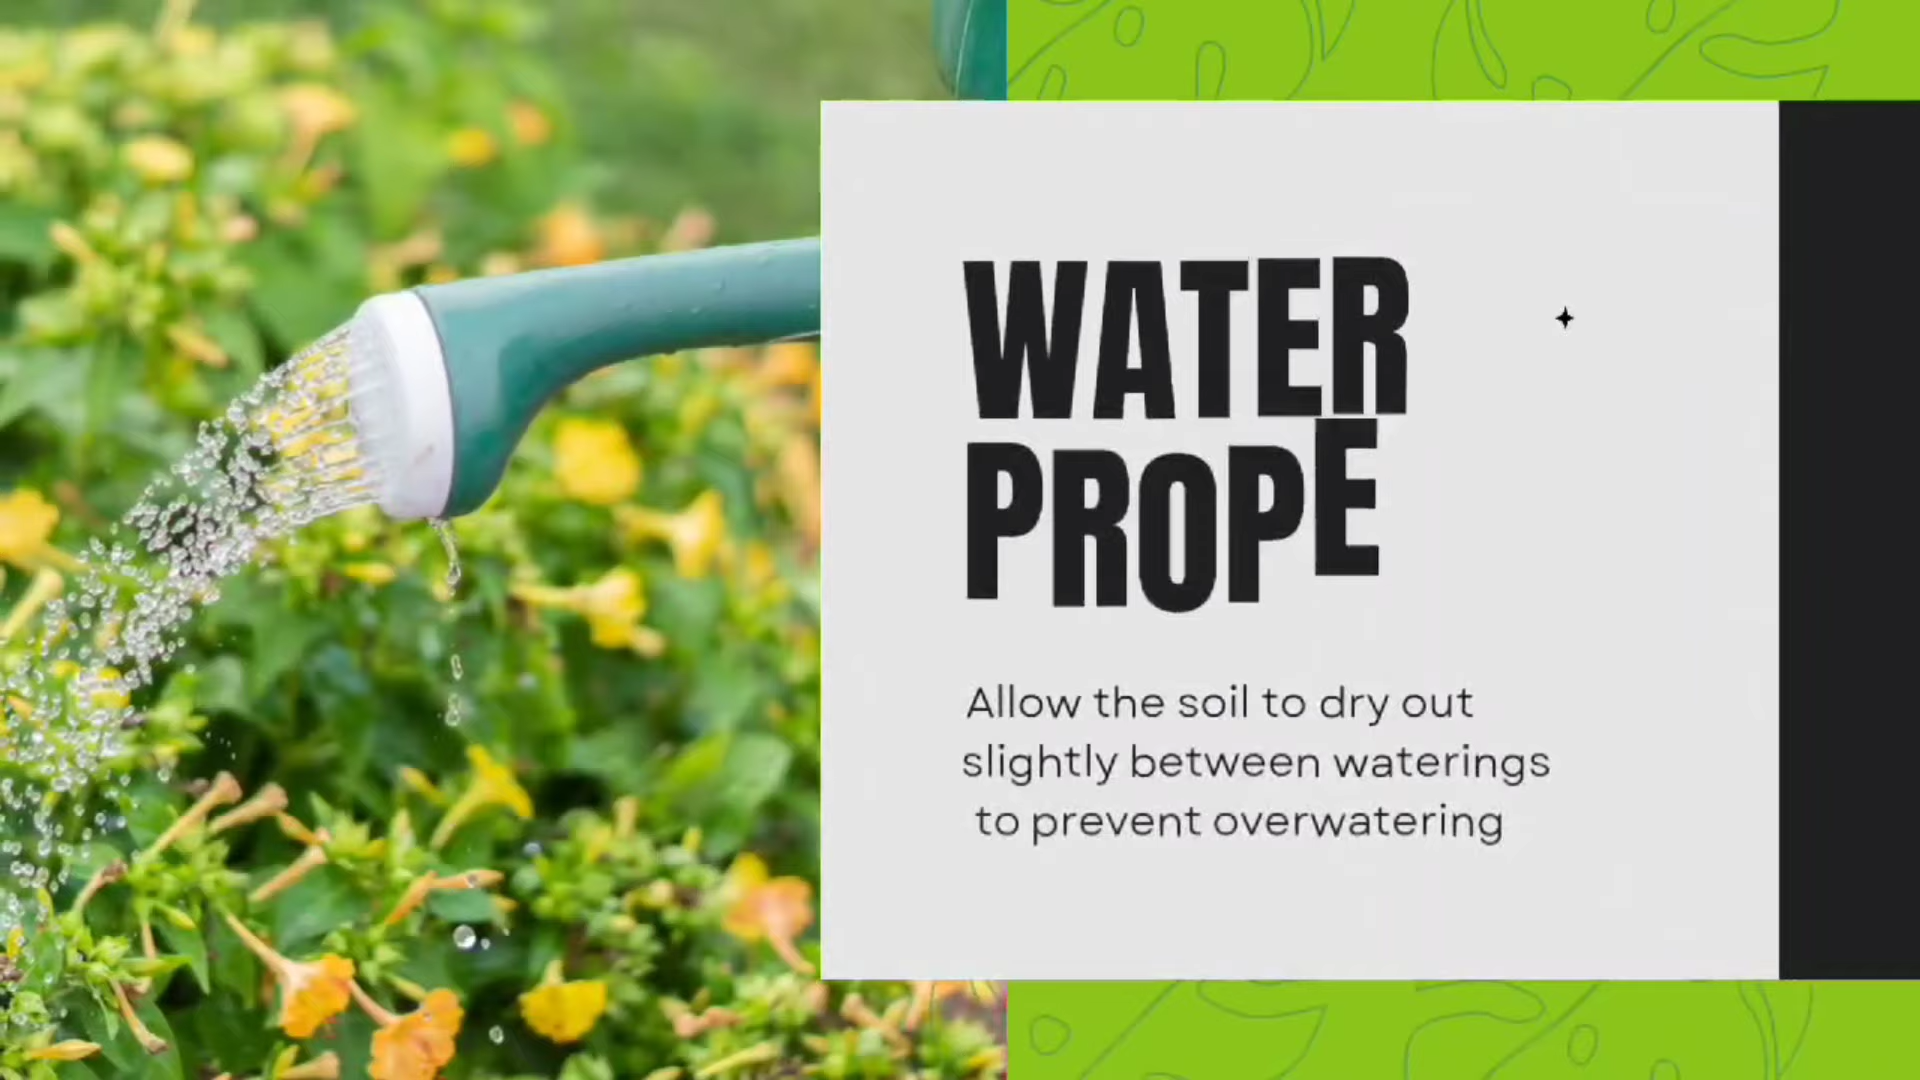 WATER
PROPE
Allow the soil to dry out
slightly between waterings
to prevent overwatering